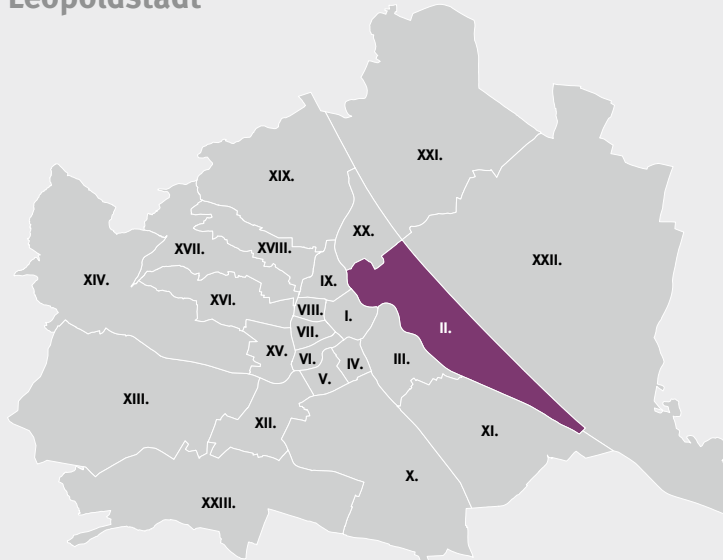 Leopoldstadt
XXI.
XIX.
XX.
XVII.
XVIII.
XXII.
XIV.
IX.
XVI.
VIII.
I.
VII.
II.
XV.
VI.
IV.
III.
V.
XIII.
XII.
XI.
X.
XXIII.